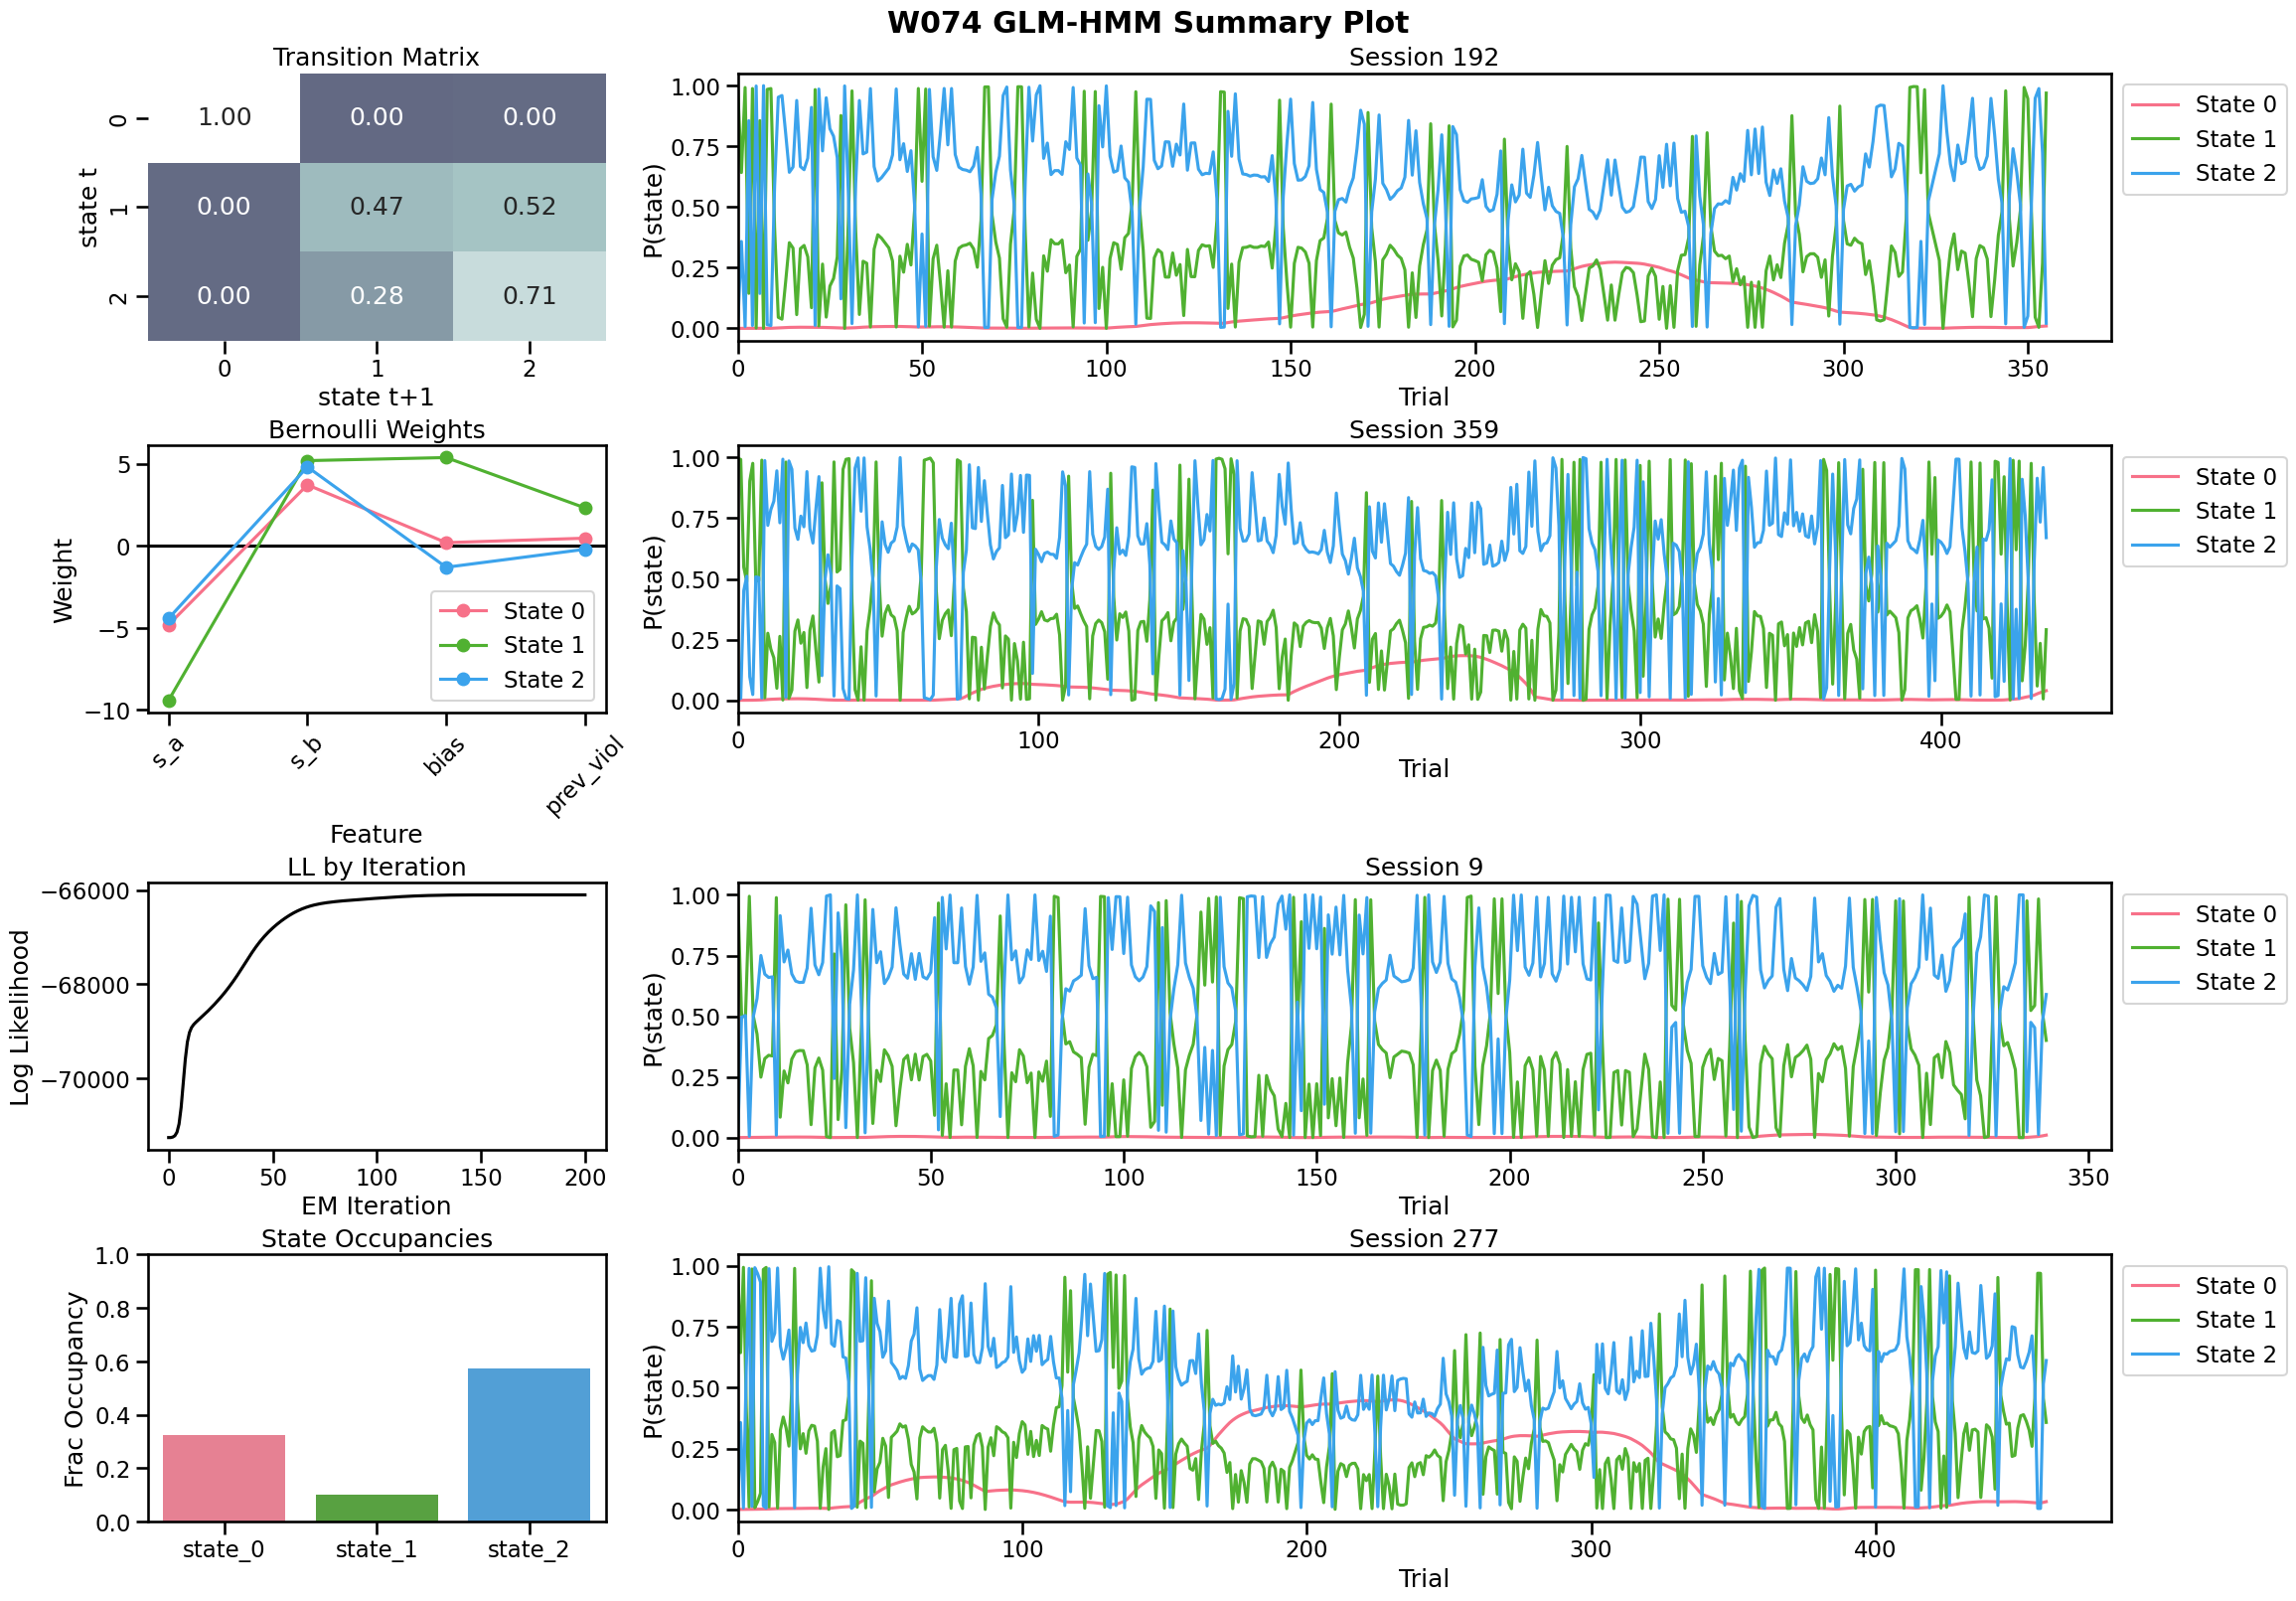 W074 GLM-HMM Summary Plot
Transition Matrix
0
1.00 0.00 0.00
state t
1
0.00 0.47 0.52
2
0.00 0.28 0.71
0 1 2
state t+1
Session 192
1.00
0.75
0.50
0.25
0.00
P(state)
0 50 100 150 200 250 300 350
Trial
State 0
State 1
State 2
Bernoulli Weights
5
0
−5
−10
Weight
State 0
State 1
State 2
s_a s_b bias prev_viol
Feature
Session 359
1.00
0.75
0.50
0.25
0.00
P(state)
0 100 200 300 400
Trial
State 0
State 1
State 2
LL by Iteration
−66000
−68000
−70000
Log Likelihood
0 50 100 150 200
EM Iteration
Session 9
1.00
0.75
0.50
0.25
0.00
P(state)
0 50 100 150 200 250 300 350
Trial
State 0
State 1
State 2
State Occupancies
1.0
0.8
0.6
0.4
0.2
0.0
Frac Occupancy
state_0 state_1 state_2
Session 277
1.00
0.75
0.50
0.25
0.00
P(state)
0 100 200 300 400
Trial
State 0
State 1
State 2